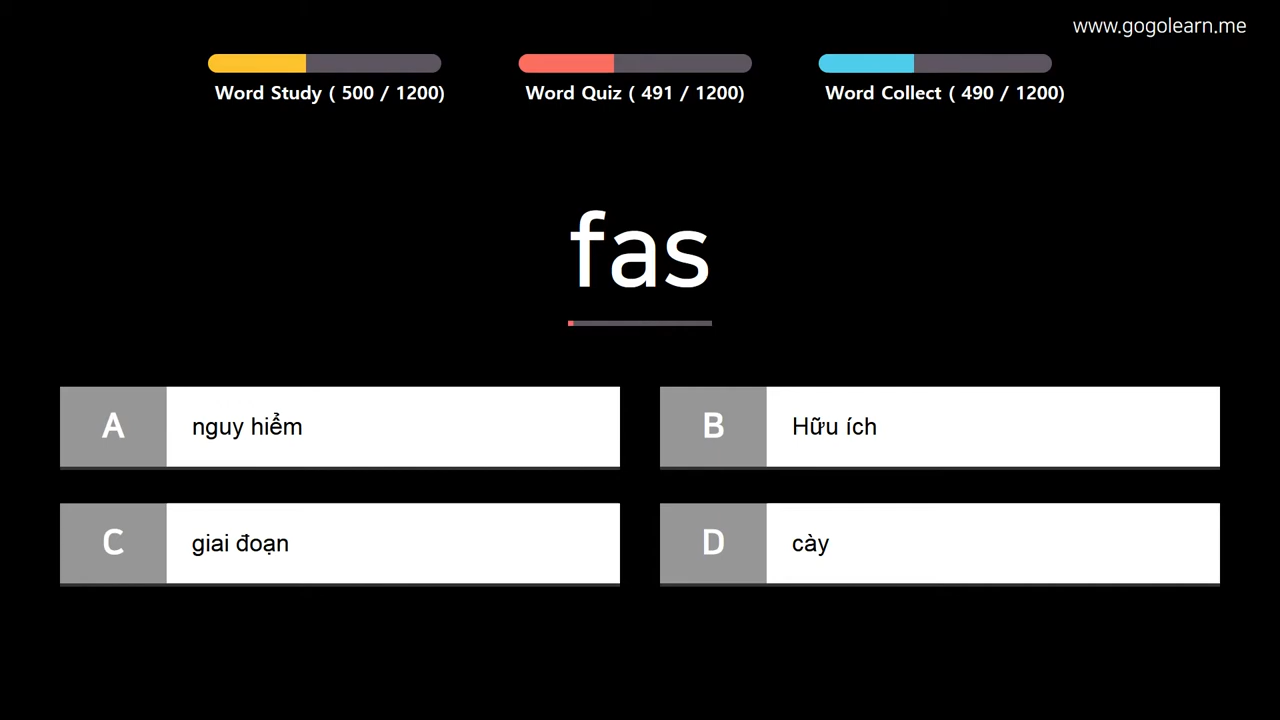 www.gogolearn.me
Word Study ( 500 / 1200)
Word Quiz ( 491 / 1200)
Word Collect ( 490 / 1200)
fas
A
nguy hiểm
B
Hữu ích
C
giai đoạn
D
cày